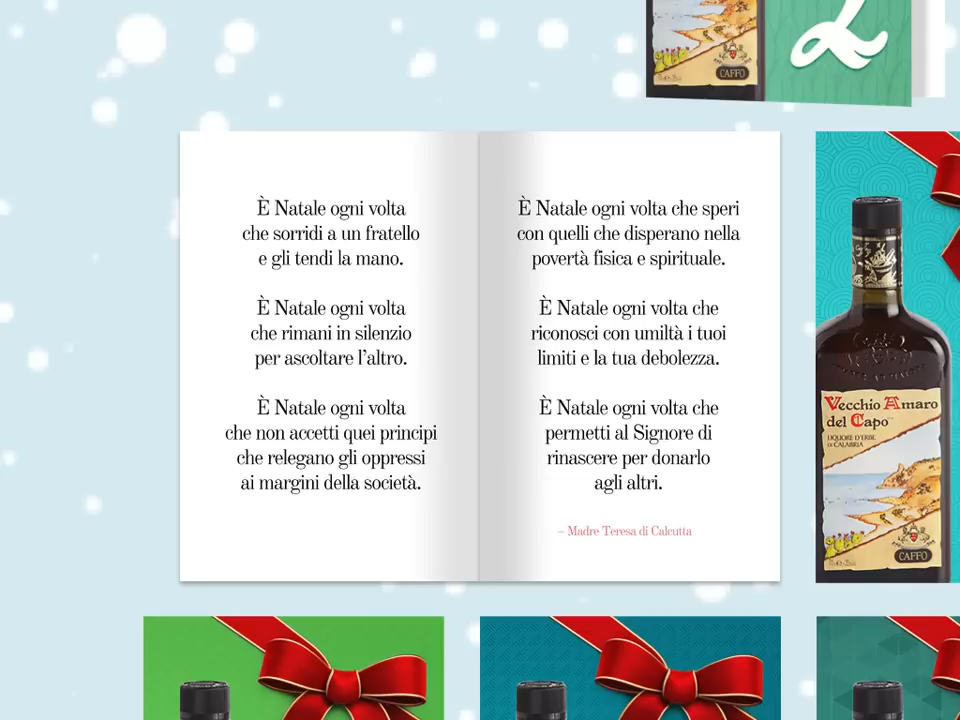 CAFFO
È Natale ogni volta
che sorridi a un fratello
e gli tendi la mano.
È Natale ogni volta
che rimani in silenzio
per ascoltare l'altro.
È Natale ogni volta
che non accetti quei principi
che relegano gli oppressi
ai margini della società.
È Natale ogni volta che speri
con quelli che disperano nella
povertà fisica e spirituale.
È Natale ogni volta che
riconosci con umiltà i tuoi
limiti e la tua debolezza.
È Natale ogni volta che
permetti al Signore di
rinascere per donarlo
agli altri.
– Madre Teresa di Calcutta
Vecchio Amaro
del Capo
LIQUORE D'ERBE
DI CALABRIA
CAFFO